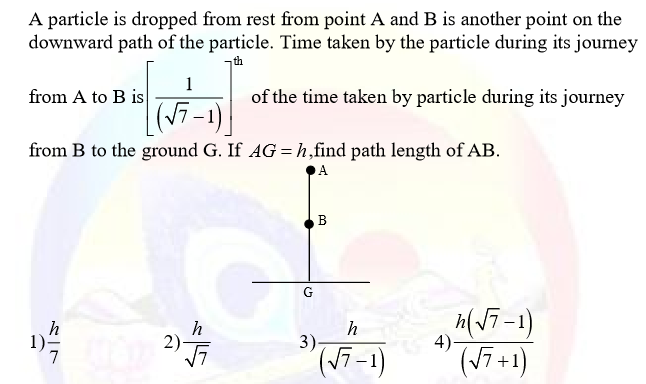 A particle is dropped from rest from point A and B is another point on the
downward path of the particle. Time taken by the particle during its journey
from A to B is [1/(√7 – 1)]^th of the time taken by particle during its journey
from B to the ground G. If AG = h,find path length of AB.
A
B
G
1) h/7 2) h/√7 3) h/(√7 – 1) 4) h(√7 – 1)/(√7 + 1)